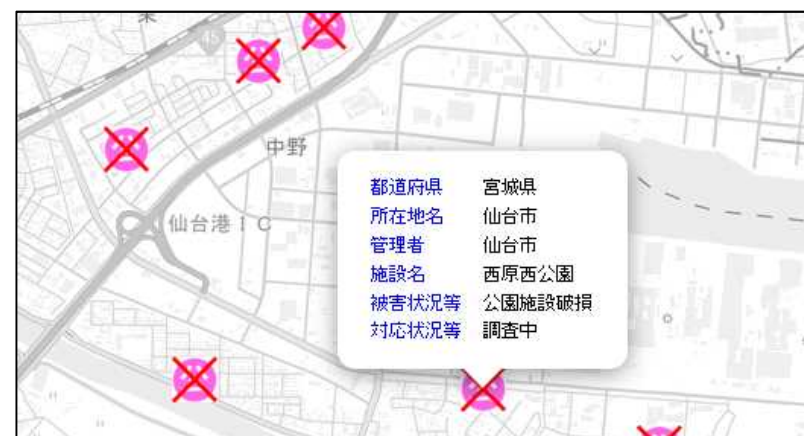 中野
仙台港IC
都道府県 宮城県
所在地名 仙台市
管理者 仙台市
施設名 西原西公園
被害状況等 公園施設破損
対応状況等 調査中